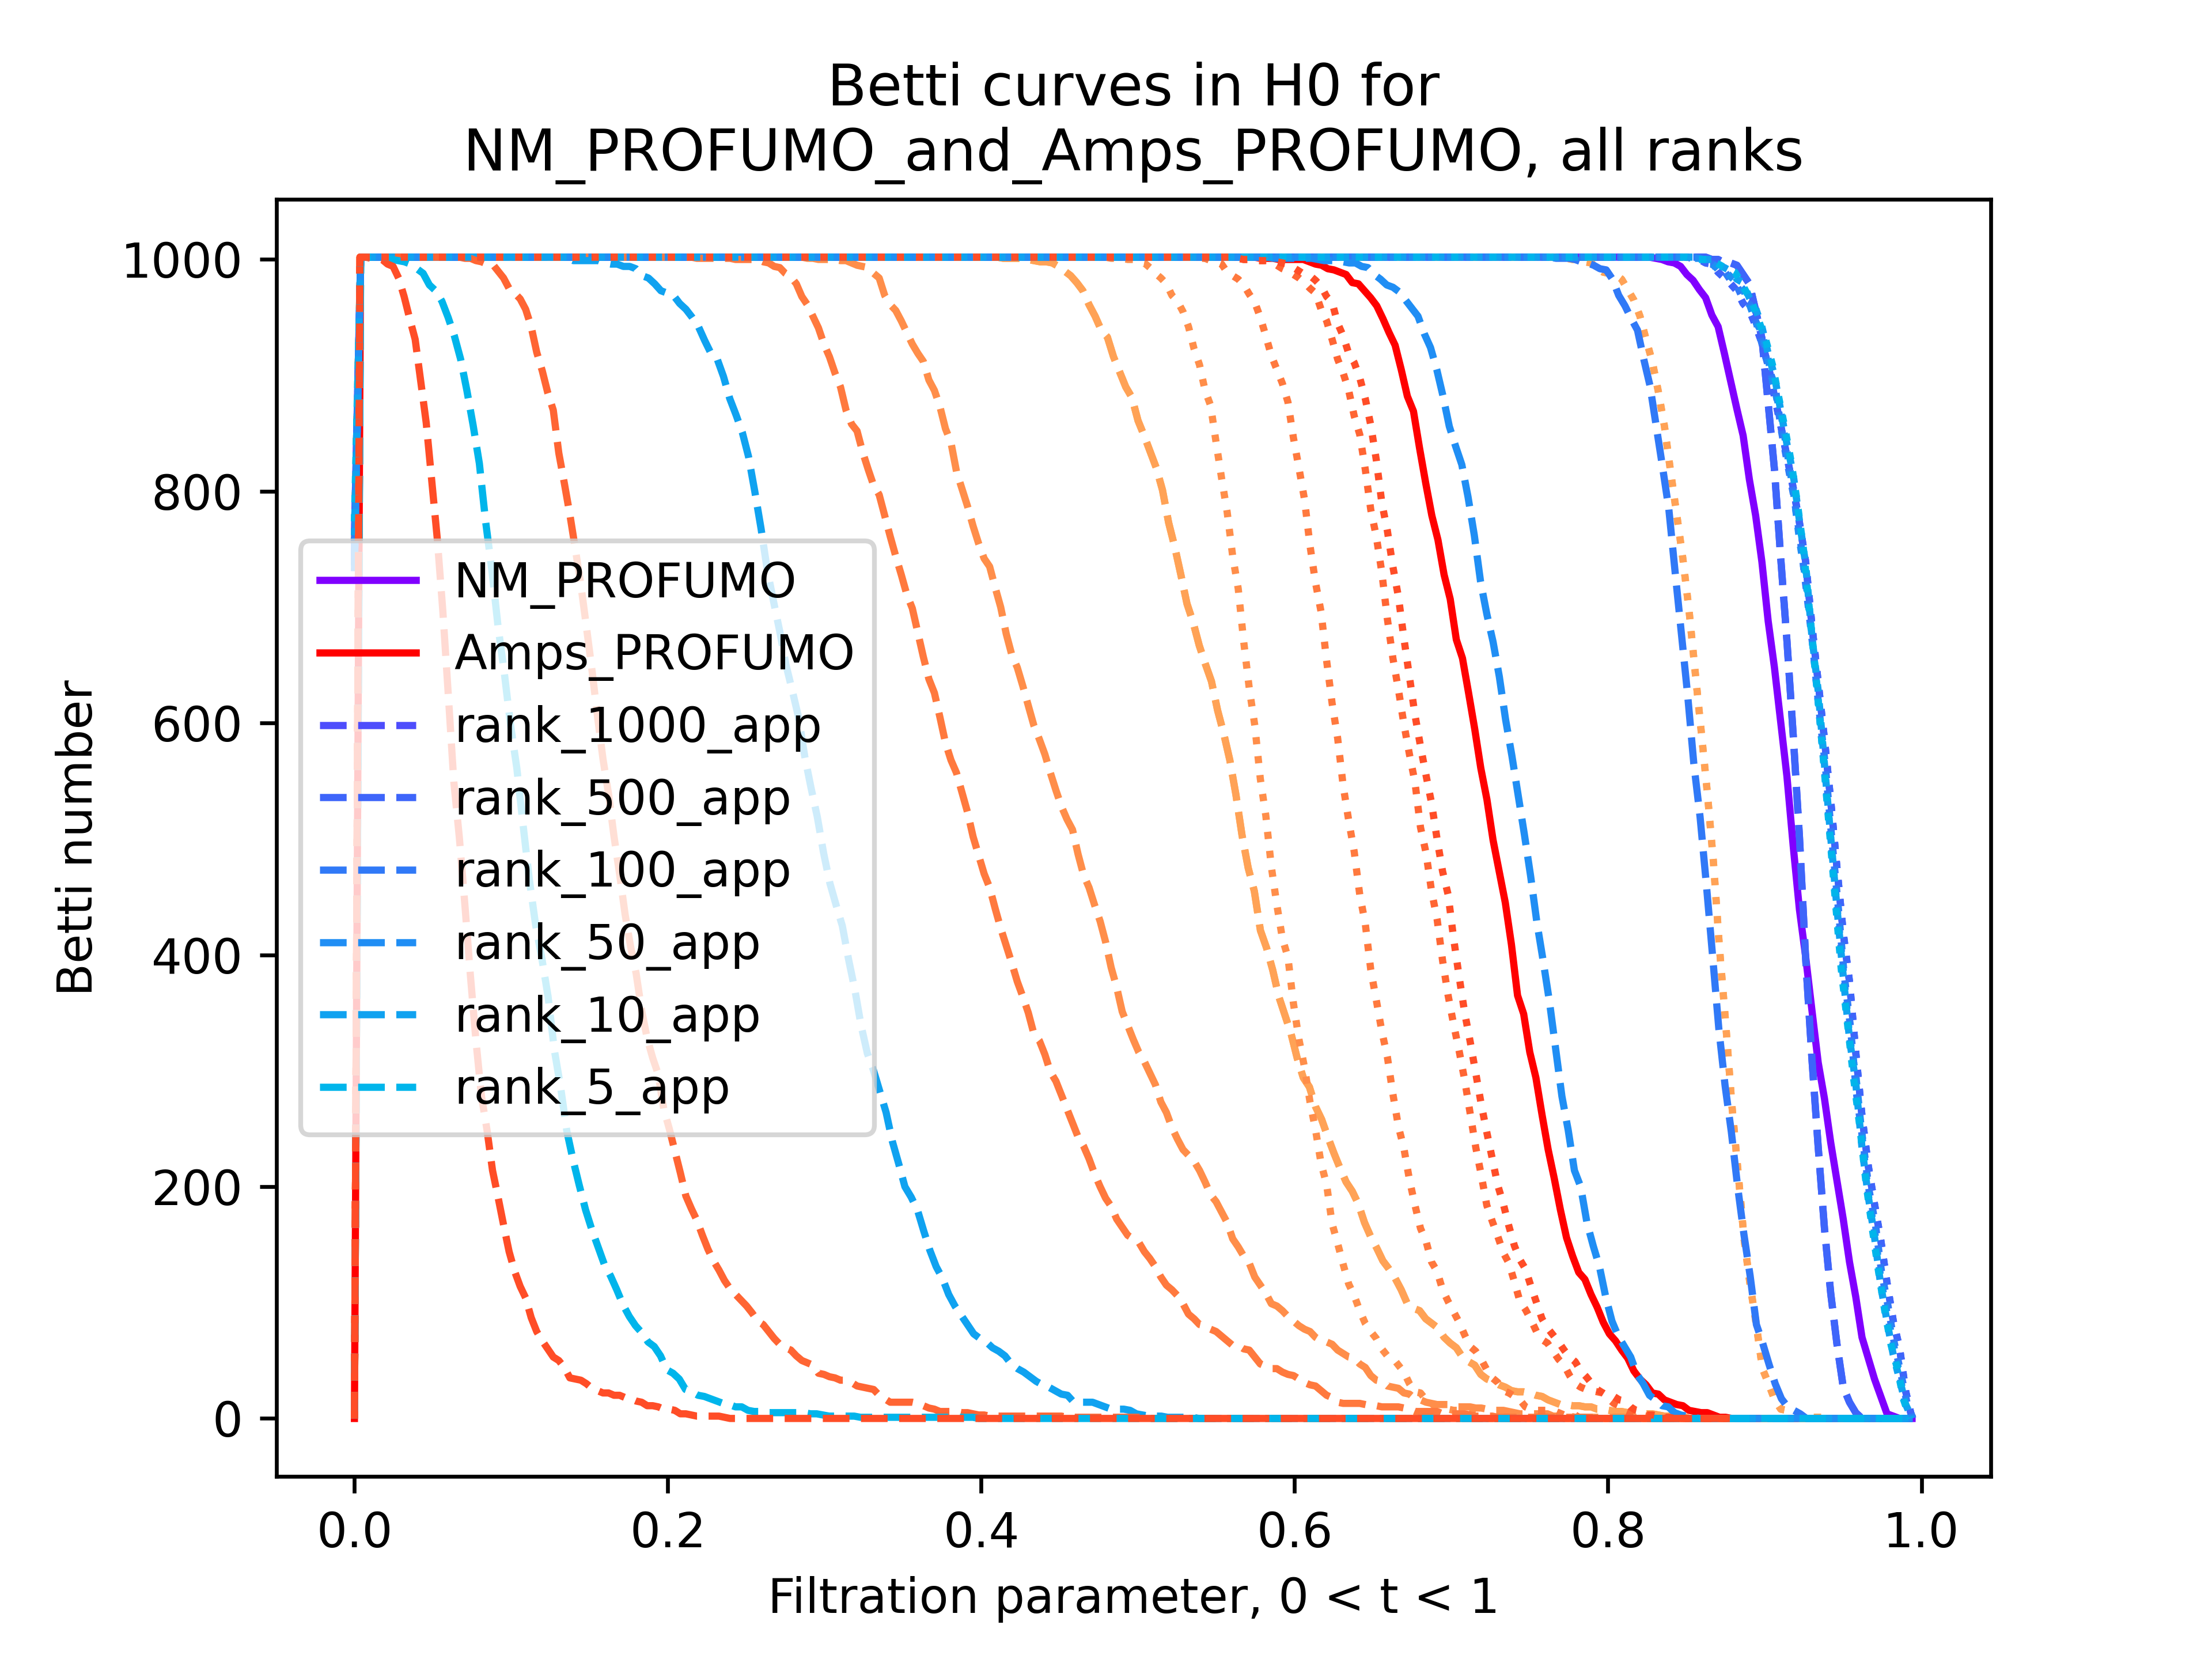 Betti curves in H0 for
NM_PROFUMO_and_Amps_PROFUMO, all ranks
Betti number
1000
800
600
400
200
0
NM_PROFUMO
Amps_PROFUMO
rank_1000_app
rank_500_app
rank_100_app
rank_50_app
rank_10_app
rank_5_app
0.0 0.2 0.4 0.6 0.8 1.0
Filtration parameter, 0 < t < 1